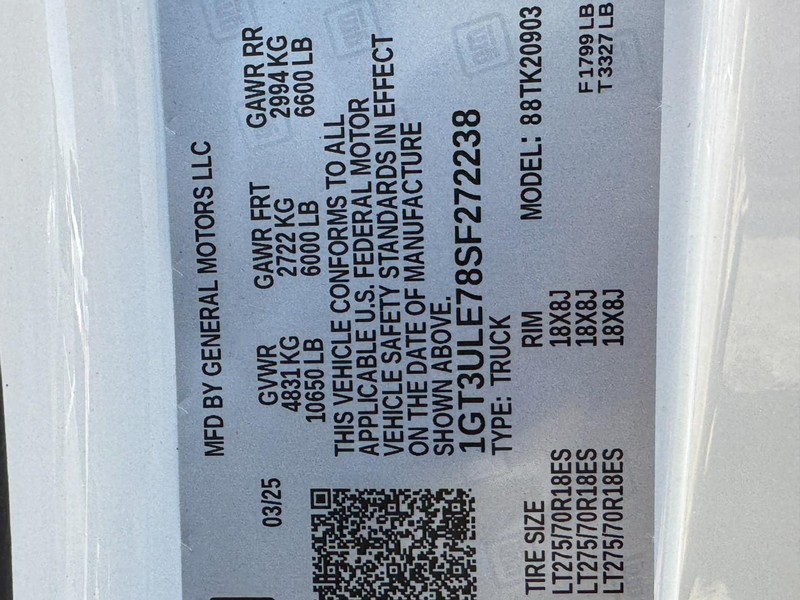 MFD BY GENERAL MOTORS LLC
03/25
GVWR GAWR FRT GAWR RR
4831 KG 2722 KG 2994 KG
10650 LB 6000 LB 6600 LB
THIS VEHICLE CONFORMS TO ALL
APPLICABLE U.S. FEDERAL MOTOR
VEHICLE SAFETY STANDARDS IN EFFECT
ON THE DATE OF MANUFACTURE
SHOWN ABOVE.
1GT3ULE78SF272238
TYPE: TRUCK
MODEL: 88TK20903
TIRE SIZE RIM
LT275/70R18ES 18X8J
LT275/70R18ES 18X8J F 1799 LB
LT275/70R18ES 18X8J T 3327 LB